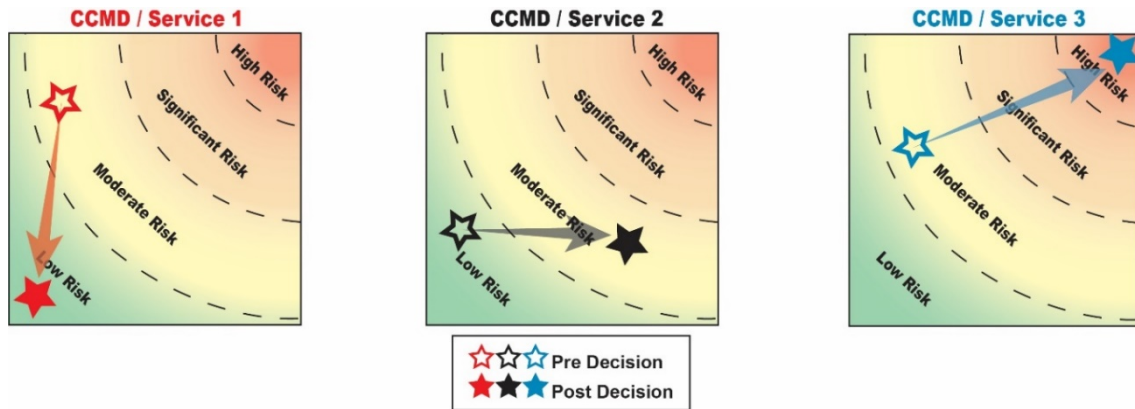 CCMD / Service 1
High Risk
Significant Risk
Moderate Risk
Low Risk
CCMD / Service 2
High Risk
Significant Risk
Moderate Risk
Low Risk
CCMD / Service 3
High Risk
Significant Risk
Moderate Risk
Low Risk
Pre Decision
Post Decision